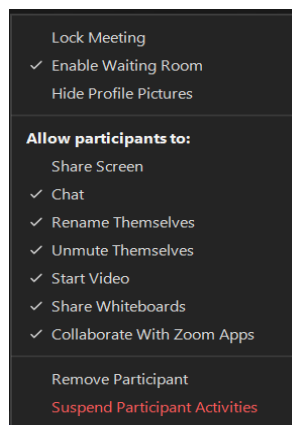 Lock Meeting
✓ Enable Waiting Room
Hide Profile Pictures
Allow participants to:
Share Screen
✓ Chat
✓ Rename Themselves
✓ Unmute Themselves
✓ Start Video
✓ Share Whiteboards
✓ Collaborate With Zoom Apps
Remove Participant
Suspend Participant Activities